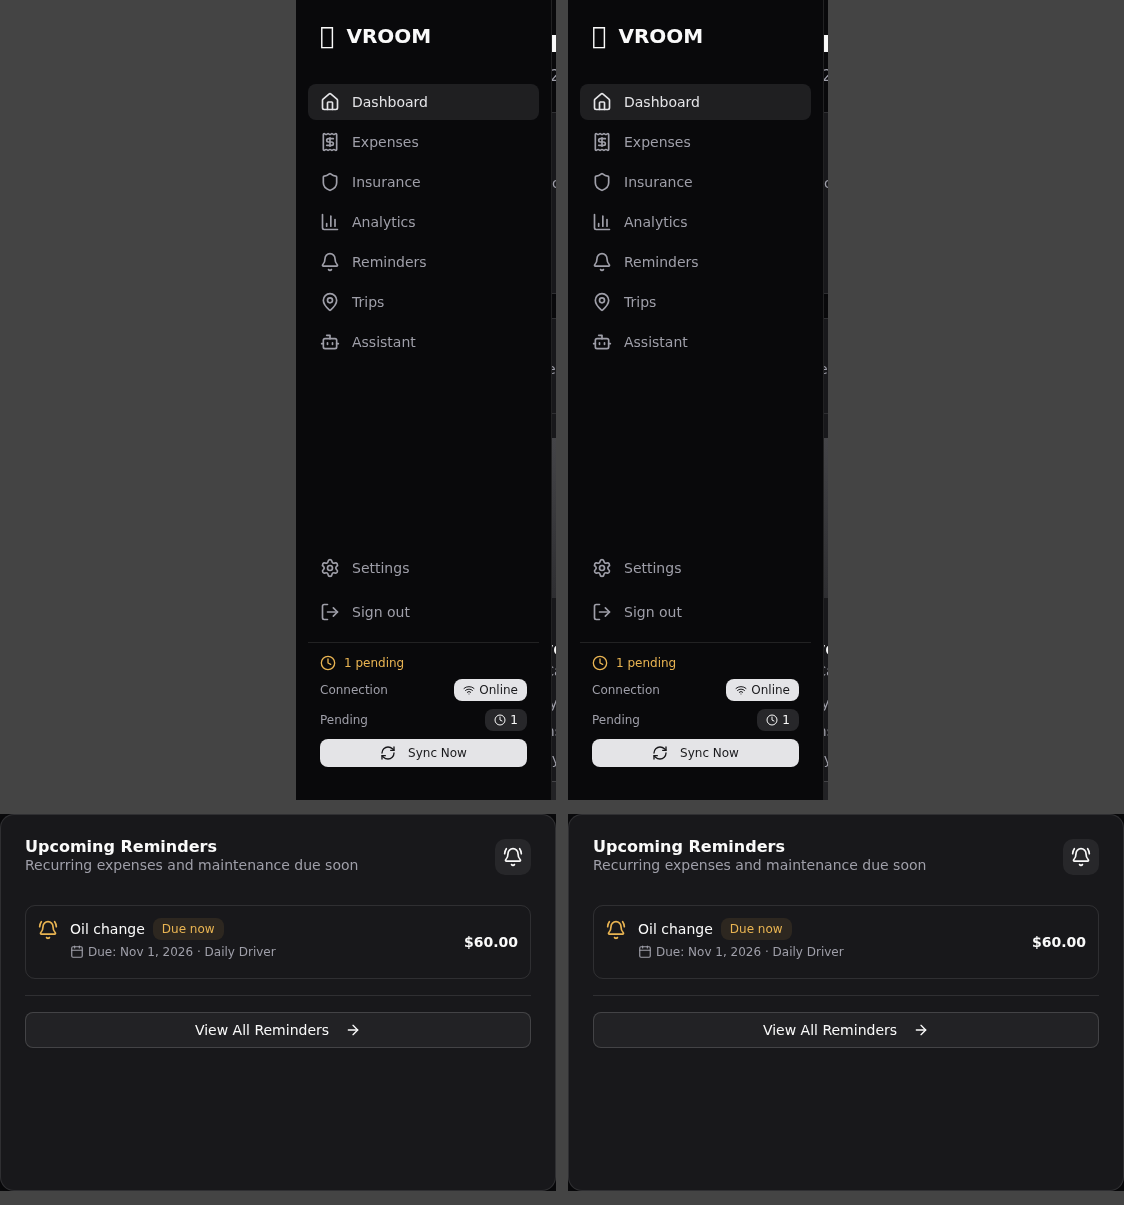 VROOM
Dashboard
Expenses
Insurance
Analytics
Reminders
Trips
Assistant
Settings
Sign out
1 pending
Connection Online
Pending 1
Sync Now
VROOM
Dashboard
Expenses
Insurance
Analytics
Reminders
Trips
Assistant
Settings
Sign out
1 pending
Connection Online
Pending 1
Sync Now
Upcoming Reminders
Recurring expenses and maintenance due soon
Oil change Due now
Due: Nov 1, 2026 · Daily Driver
$60.00
View All Reminders
Upcoming Reminders
Recurring expenses and maintenance due soon
Oil change Due now
Due: Nov 1, 2026 · Daily Driver
$60.00
View All Reminders